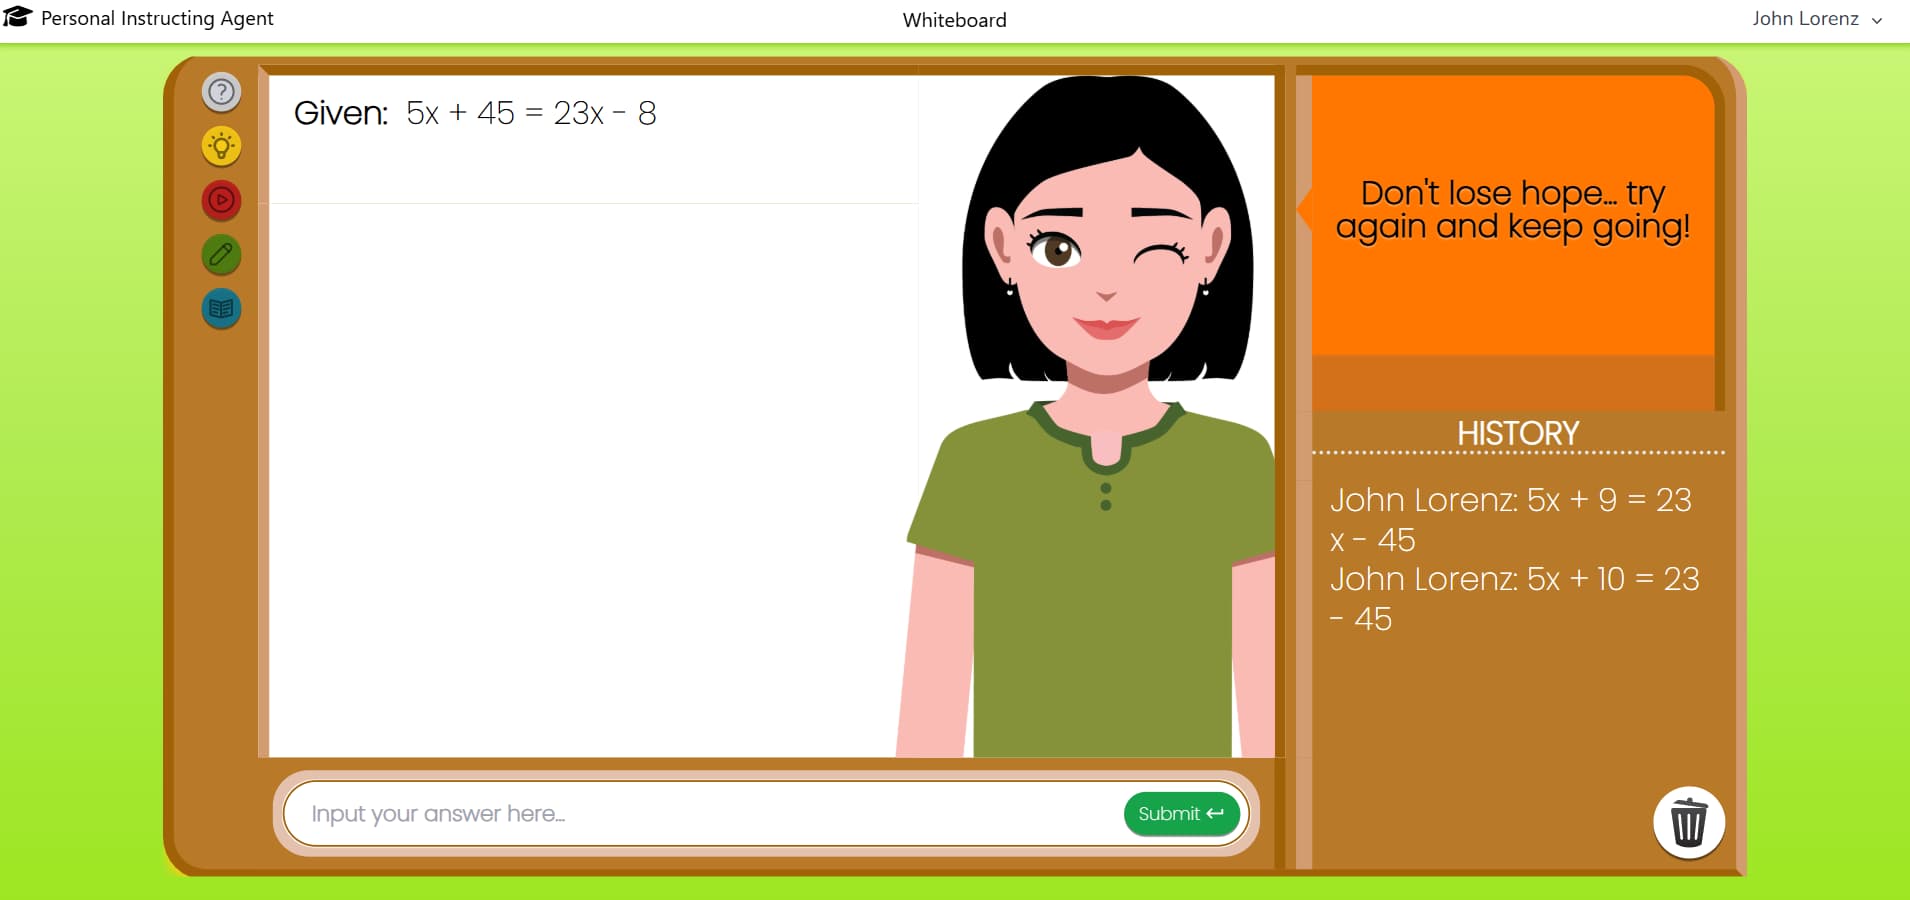 Personal Instructing Agent
Whiteboard
John Lorenz
Given: 5x + 45 = 23x - 8
Don't lose hope... try
again and keep going!
HISTORY
John Lorenz: 5x + 9 = 23
x - 45
John Lorenz: 5x + 10 = 23
- 45
Input your answer here...
Submit